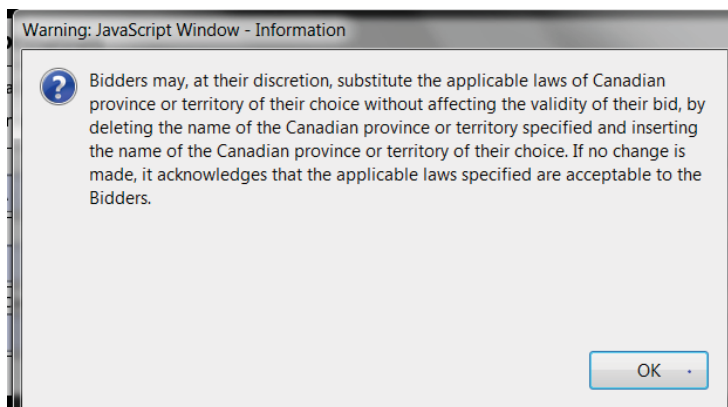 Warning: JavaScript Window - Information
Bidders may, at their discretion, substitute the applicable laws of Canadian
province or territory of their choice without affecting the validity of their bid, by
deleting the name of the Canadian province or territory specified and inserting
the name of the Canadian province or territory of their choice. If no change is
made, it acknowledges that the applicable laws specified are acceptable to the
Bidders.
OK